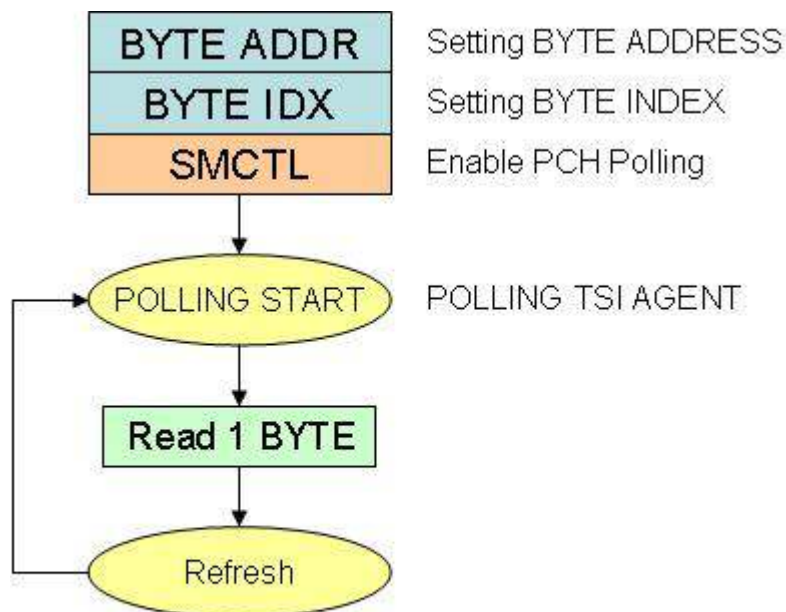 BYTE ADDR Setting BYTE ADDRESS
BYTE IDX Setting BYTE INDEX
SMCTL Enable PCH Polling
POLLING START POLLING TSI AGENT
Read 1 BYTE
Refresh